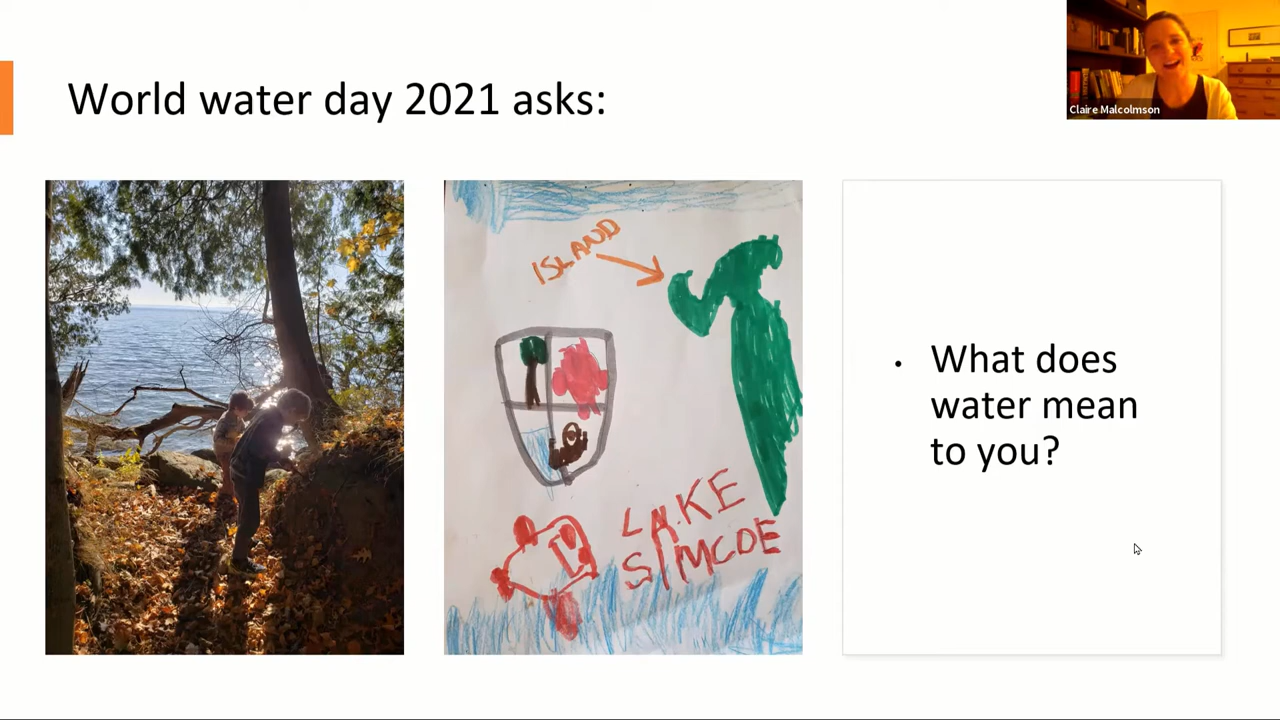 World water day 2021 asks:
Claire Malcolmson
ISLAND
LAKE
SIMCOE
• What does
water mean
to you?